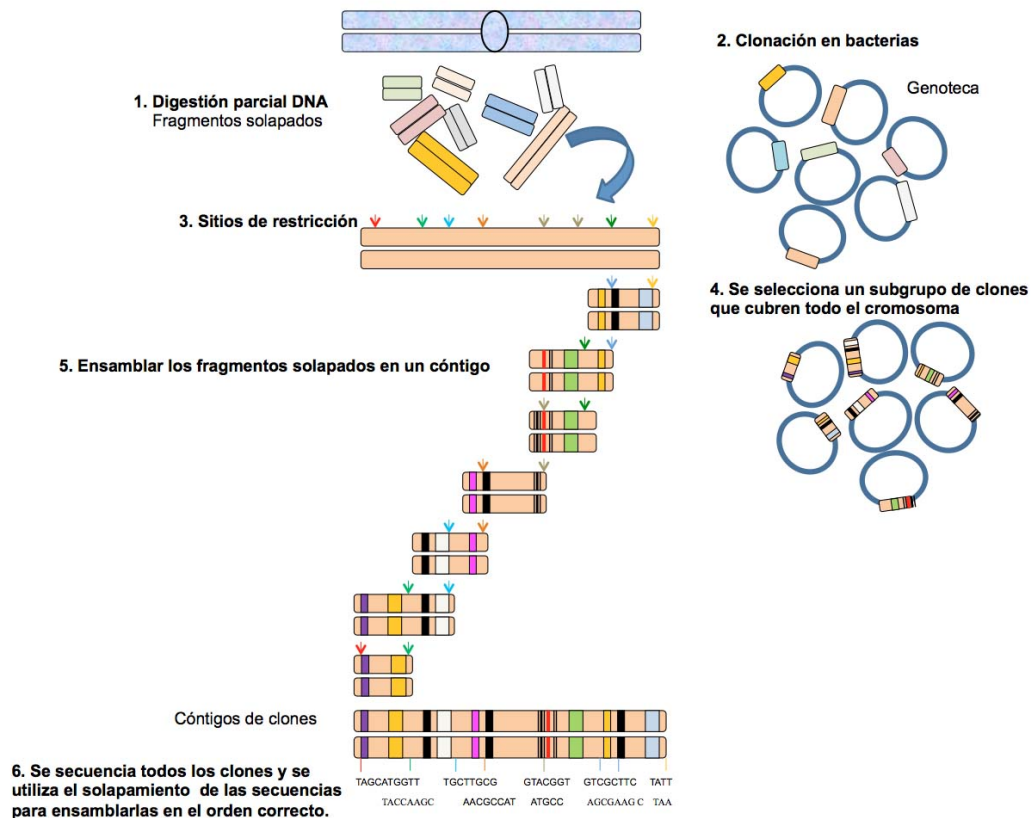 1. Digestión parcial DNA
Fragmentos solapados
2. Clonación en bacterias
Genoteca
3. Sitios de restricción
4. Se selecciona un subgrupo de clones
que cubren todo el cromosoma
5. Ensamblar los fragmentos solapados en un cóntigo
Cóntigos de clones
6. Se secuencia todos los clones y se
utiliza el solapamiento de las secuencias
para ensamblarlas en el orden correcto.
TAGCATGGTT TGCTTGCG GTACGGT GTCGCTTC TATT
TACCAAGC AACGCCAT ATGCC AGCGAAG C TAA